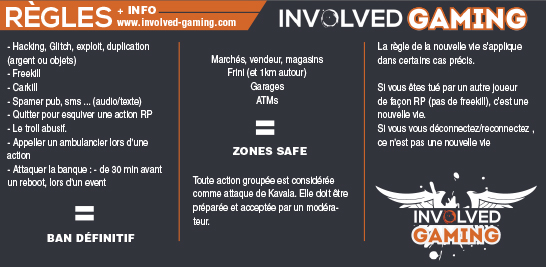 RÈGLES + INFO
www.involved-gaming.com
INVOLVED GAMING
- Hacking, Glitch, exploit, duplication
(argent ou objets)
- Freekill
- Carkill
- Spamer pub, sms ... (audio/texte)
- Quitter pour esquiver une action RP
- Le troll abusif.
- Appeller un ambulancier lors d'une
action
- Attaquer la banque : - de 30 min avant
un reboot, lors d'un event
=
BAN DÉFINITIF
Marchés, vendeur, magasins
Frini (et 1km autour)
Garages
ATMs
=
ZONES SAFE
Toute action groupée est considérée
comme attaque de Kavala. Elle doit être
préparée et acceptée par un modéra-
teur.
La règle de la nouvelle vie s'applique
dans certains cas précis.
Si vous êtes tué par un autre joueur
de façon RP (pas de freekill), c'est une
nouvelle vie.
Si vous vous déconnectez/reconnectez ,
ce n'est pas une nouvelle vie
INVOLVED
GAMING